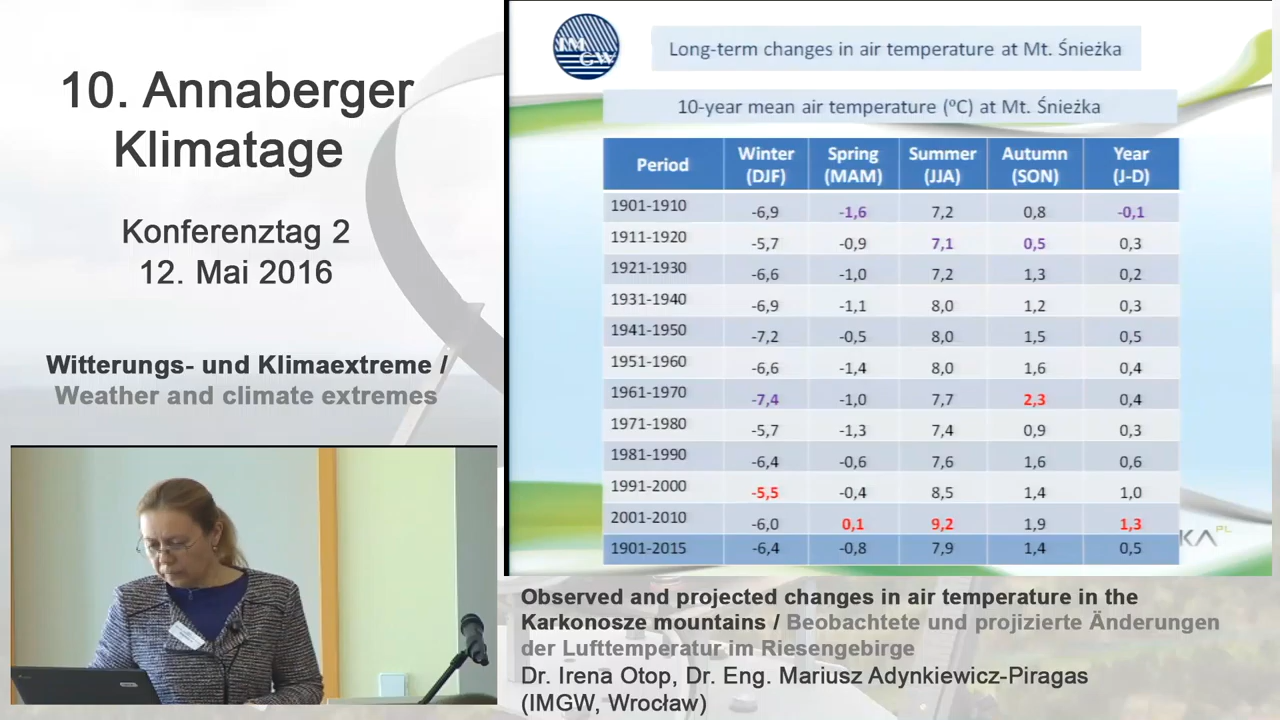 10. Annaberger
Klimatage
Konferenztag 2
12. Mai 2016
Witterungs- und Klimaextreme /
Weather and climate extremes
IM
GW
Long-term changes in air temperature at Mt. Śnieżka
10-year mean air temperature (ºC) at Mt. Śnieżka
Period Winter (DJF) Spring (MAM) Summer (JJA) Autumn (SON) Year (J-D)
1901-1910 -6,9 -1,6 7,2 0,8 -0,1
1911-1920 -5,7 -0,9 7,1 0,5 0,3
1921-1930 -6,6 -1,0 7,2 1,3 0,2
1931-1940 -6,9 -1,1 8,0 1,2 0,3
1941-1950 -7,2 -0,5 8,0 1,5 0,5
1951-1960 -6,6 -1,4 8,0 1,6 0,4
1961-1970 -7,4 -1,0 7,7 2,3 0,4
1971-1980 -5,7 -1,3 7,4 0,9 0,3
1981-1990 -6,4 -0,6 7,6 1,6 0,6
1991-2000 -5,5 -0,4 8,5 1,4 1,0
2001-2010 -6,0 0,1 9,2 1,9 1,3
1901-2015 -6,4 -0,8 7,9 1,4 0,5
KA PL
Observed and projected changes in air temperature in the
Karkonosze mountains / Beobachtete und projizierte Änderungen
der Lufttemperatur im Riesengebirge
Dr. Irena Otop, Dr. Eng. Mariusz Adynkiewicz-Piragas
(IMGW, Wrocław)